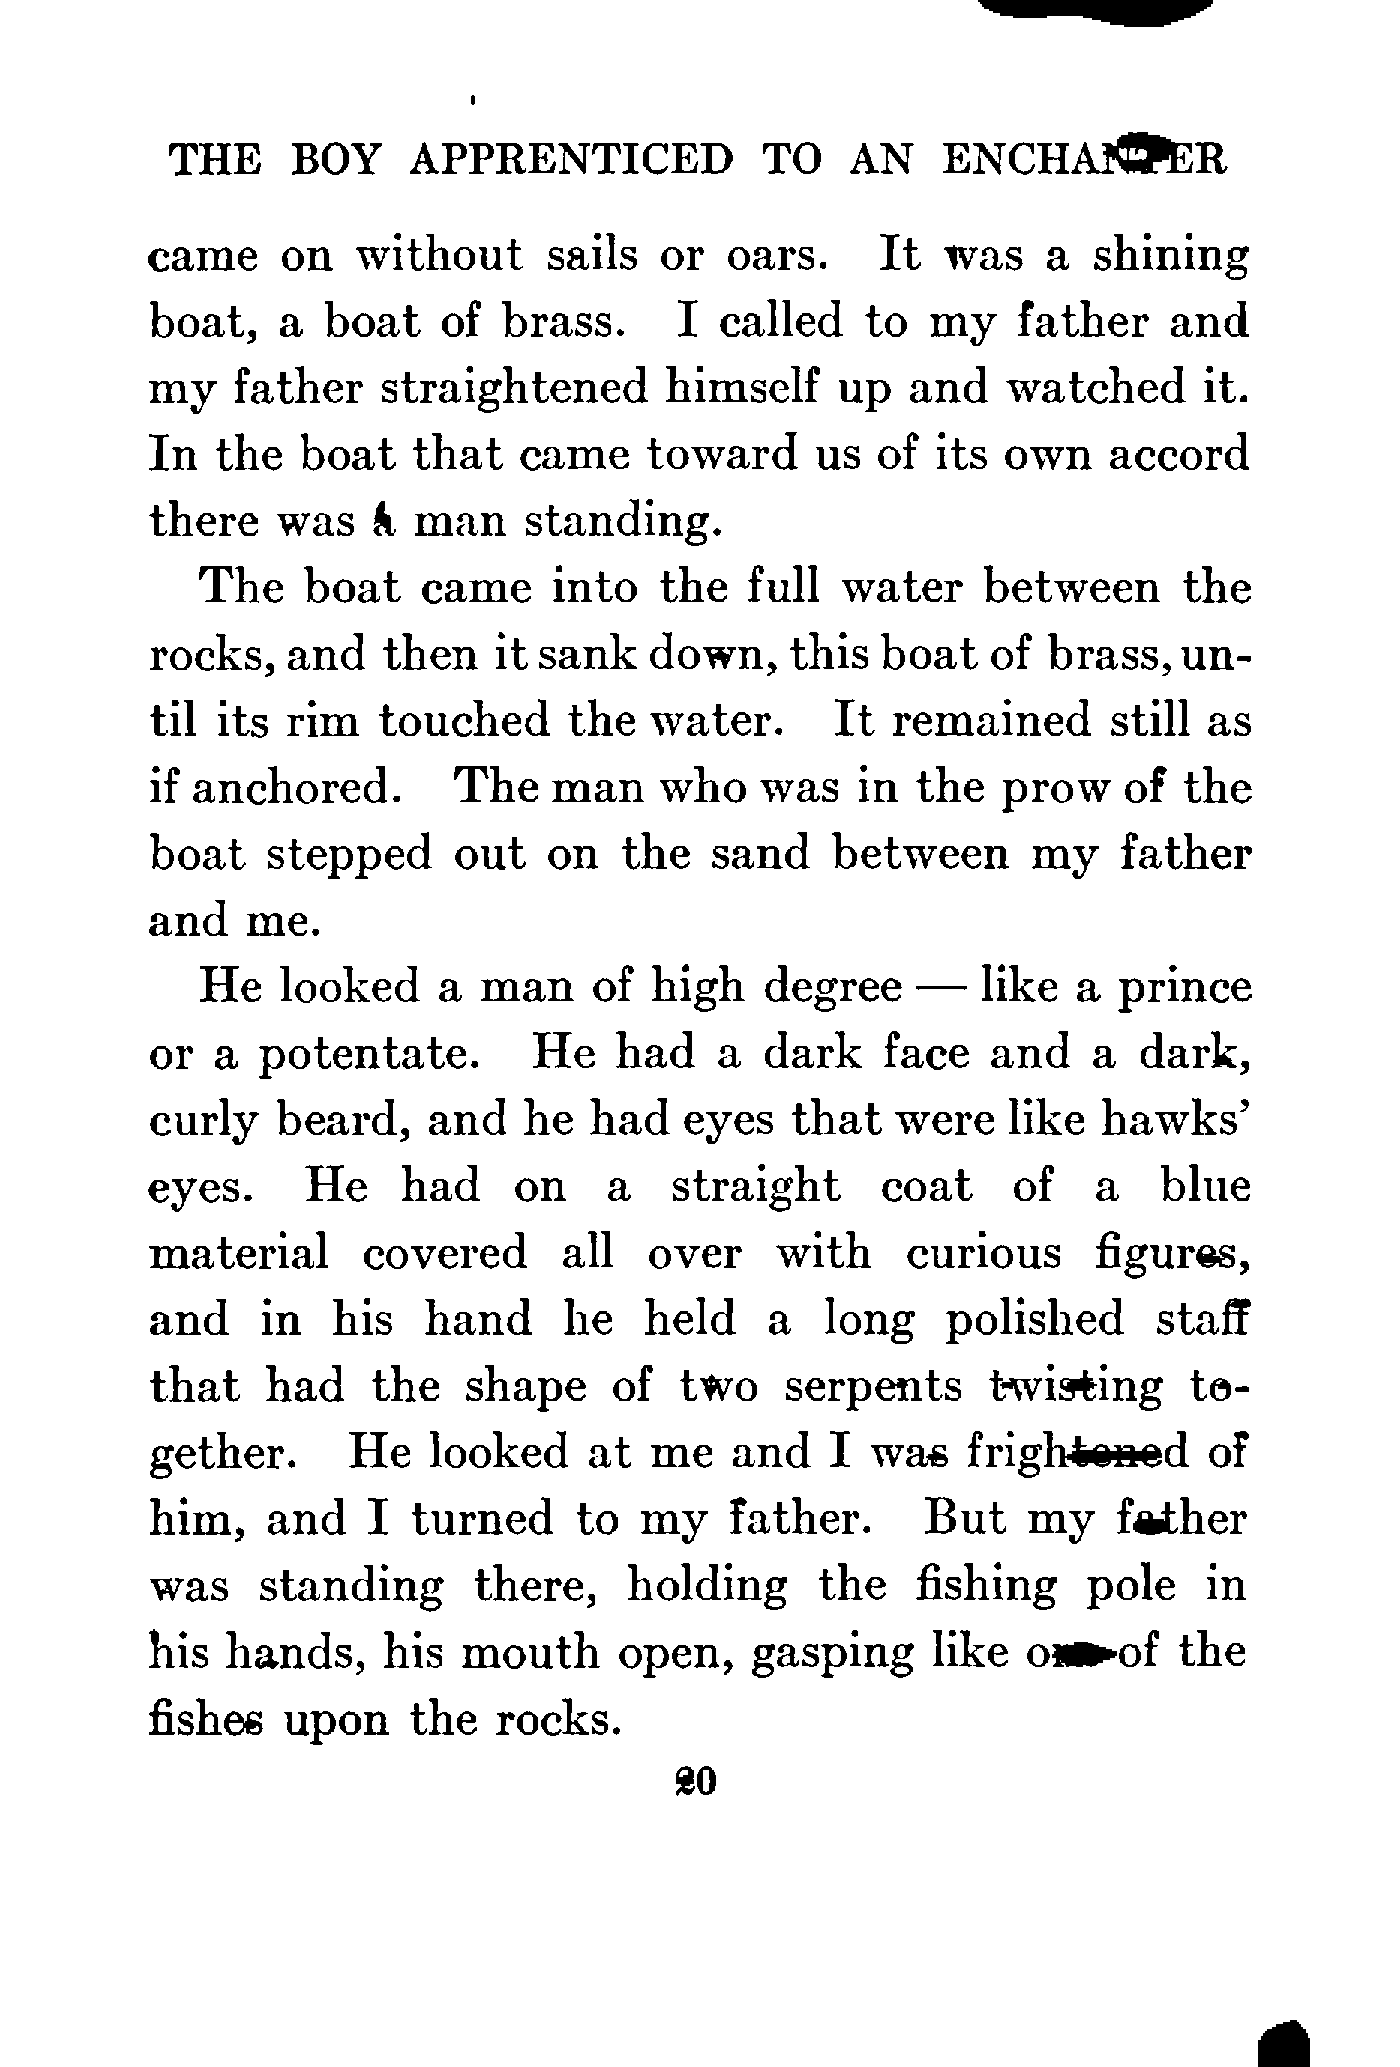 THE BOY APPRENTICED TO AN ENCHANTER
came on without sails or oars. It was a shining
boat, a boat of brass. I called to my father and
my father straightened himself up and watched it.
In the boat that came toward us of its own accord
there was a man standing.
The boat came into the full water between the
rocks, and then it sank down, this boat of brass, un-
til its rim touched the water. It remained still as
if anchored. The man who was in the prow of the
boat stepped out on the sand between my father
and me.
He looked a man of high degree — like a prince
or a potentate. He had a dark face and a dark,
curly beard, and he had eyes that were like hawks’
eyes. He had on a straight coat of a blue
material covered all over with curious figures,
and in his hand he held a long polished staff
that had the shape of two serpents twisting to-
gether. He looked at me and I was frightened of
him, and I turned to my father. But my father
was standing there, holding the fishing pole in
his hands, his mouth open, gasping like one of the
fishes upon the rocks.
20